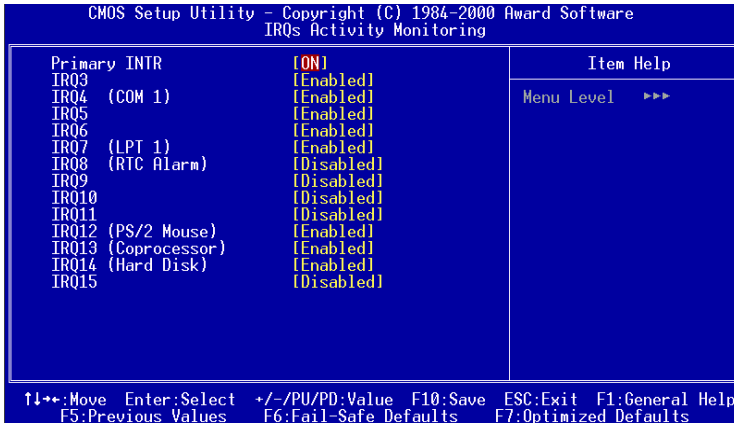 CMOS Setup Utility - Copyright (C) 1984-2000 Award Software
IRQs Activity Monitoring
Primary INTR [ON]
IRQ3 [Enabled]
IRQ4 (COM 1) [Enabled]
IRQ5 [Enabled]
IRQ6 [Enabled]
IRQ7 (LPT 1) [Enabled]
IRQ8 (RTC Alarm) [Disabled]
IRQ9 [Disabled]
IRQ10 [Disabled]
IRQ11 [Disabled]
IRQ12 (PS/2 Mouse) [Enabled]
IRQ13 (Coprocessor) [Enabled]
IRQ14 (Hard Disk) [Enabled]
IRQ15 [Disabled]
Item Help
Menu Level ►►►
↑↓→←:Move Enter:Select +/-/PU/PD:Value F10:Save ESC:Exit F1:General Help
F5:Previous Values F6:Fail-Safe Defaults F7:Optimized Defaults